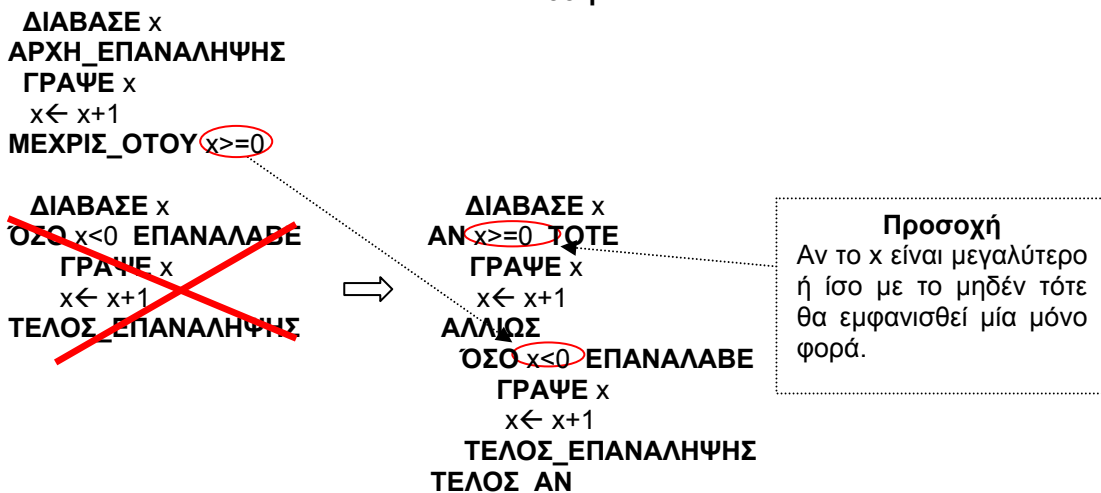 ΔΙΑΒΑΣΕ x
ΑΡΧΗ_ΕΠΑΝΑΛΗΨΗΣ
ΓΡΑΨΕ x
x← x+1
ΜΕΧΡΙΣ_ΟΤΟΥ x>=0
ΔΙΑΒΑΣΕ x
ΌΣΟ x<0 ΕΠΑΝΑΛΑΒΕ
ΓΡΑΨΕ x
x← x+1
ΤΕΛΟΣ_ΕΠΑΝΑΛΗΨΗΣ
ΔΙΑΒΑΣΕ x
ΑΝ x>=0 ΤΟΤΕ
ΓΡΑΨΕ x
x← x+1
ΑΛΛΙΩΣ
ΌΣΟ x<0 ΕΠΑΝΑΛΑΒΕ
ΓΡΑΨΕ x
x← x+1
ΤΕΛΟΣ_ΕΠΑΝΑΛΗΨΗΣ
ΤΕΛΟΣ_ΑΝ
Προσοχή
Αν το x είναι μεγαλύτερο
ή ίσο με το μηδέν τότε
θα εμφανισθεί μία μόνο
φορά.